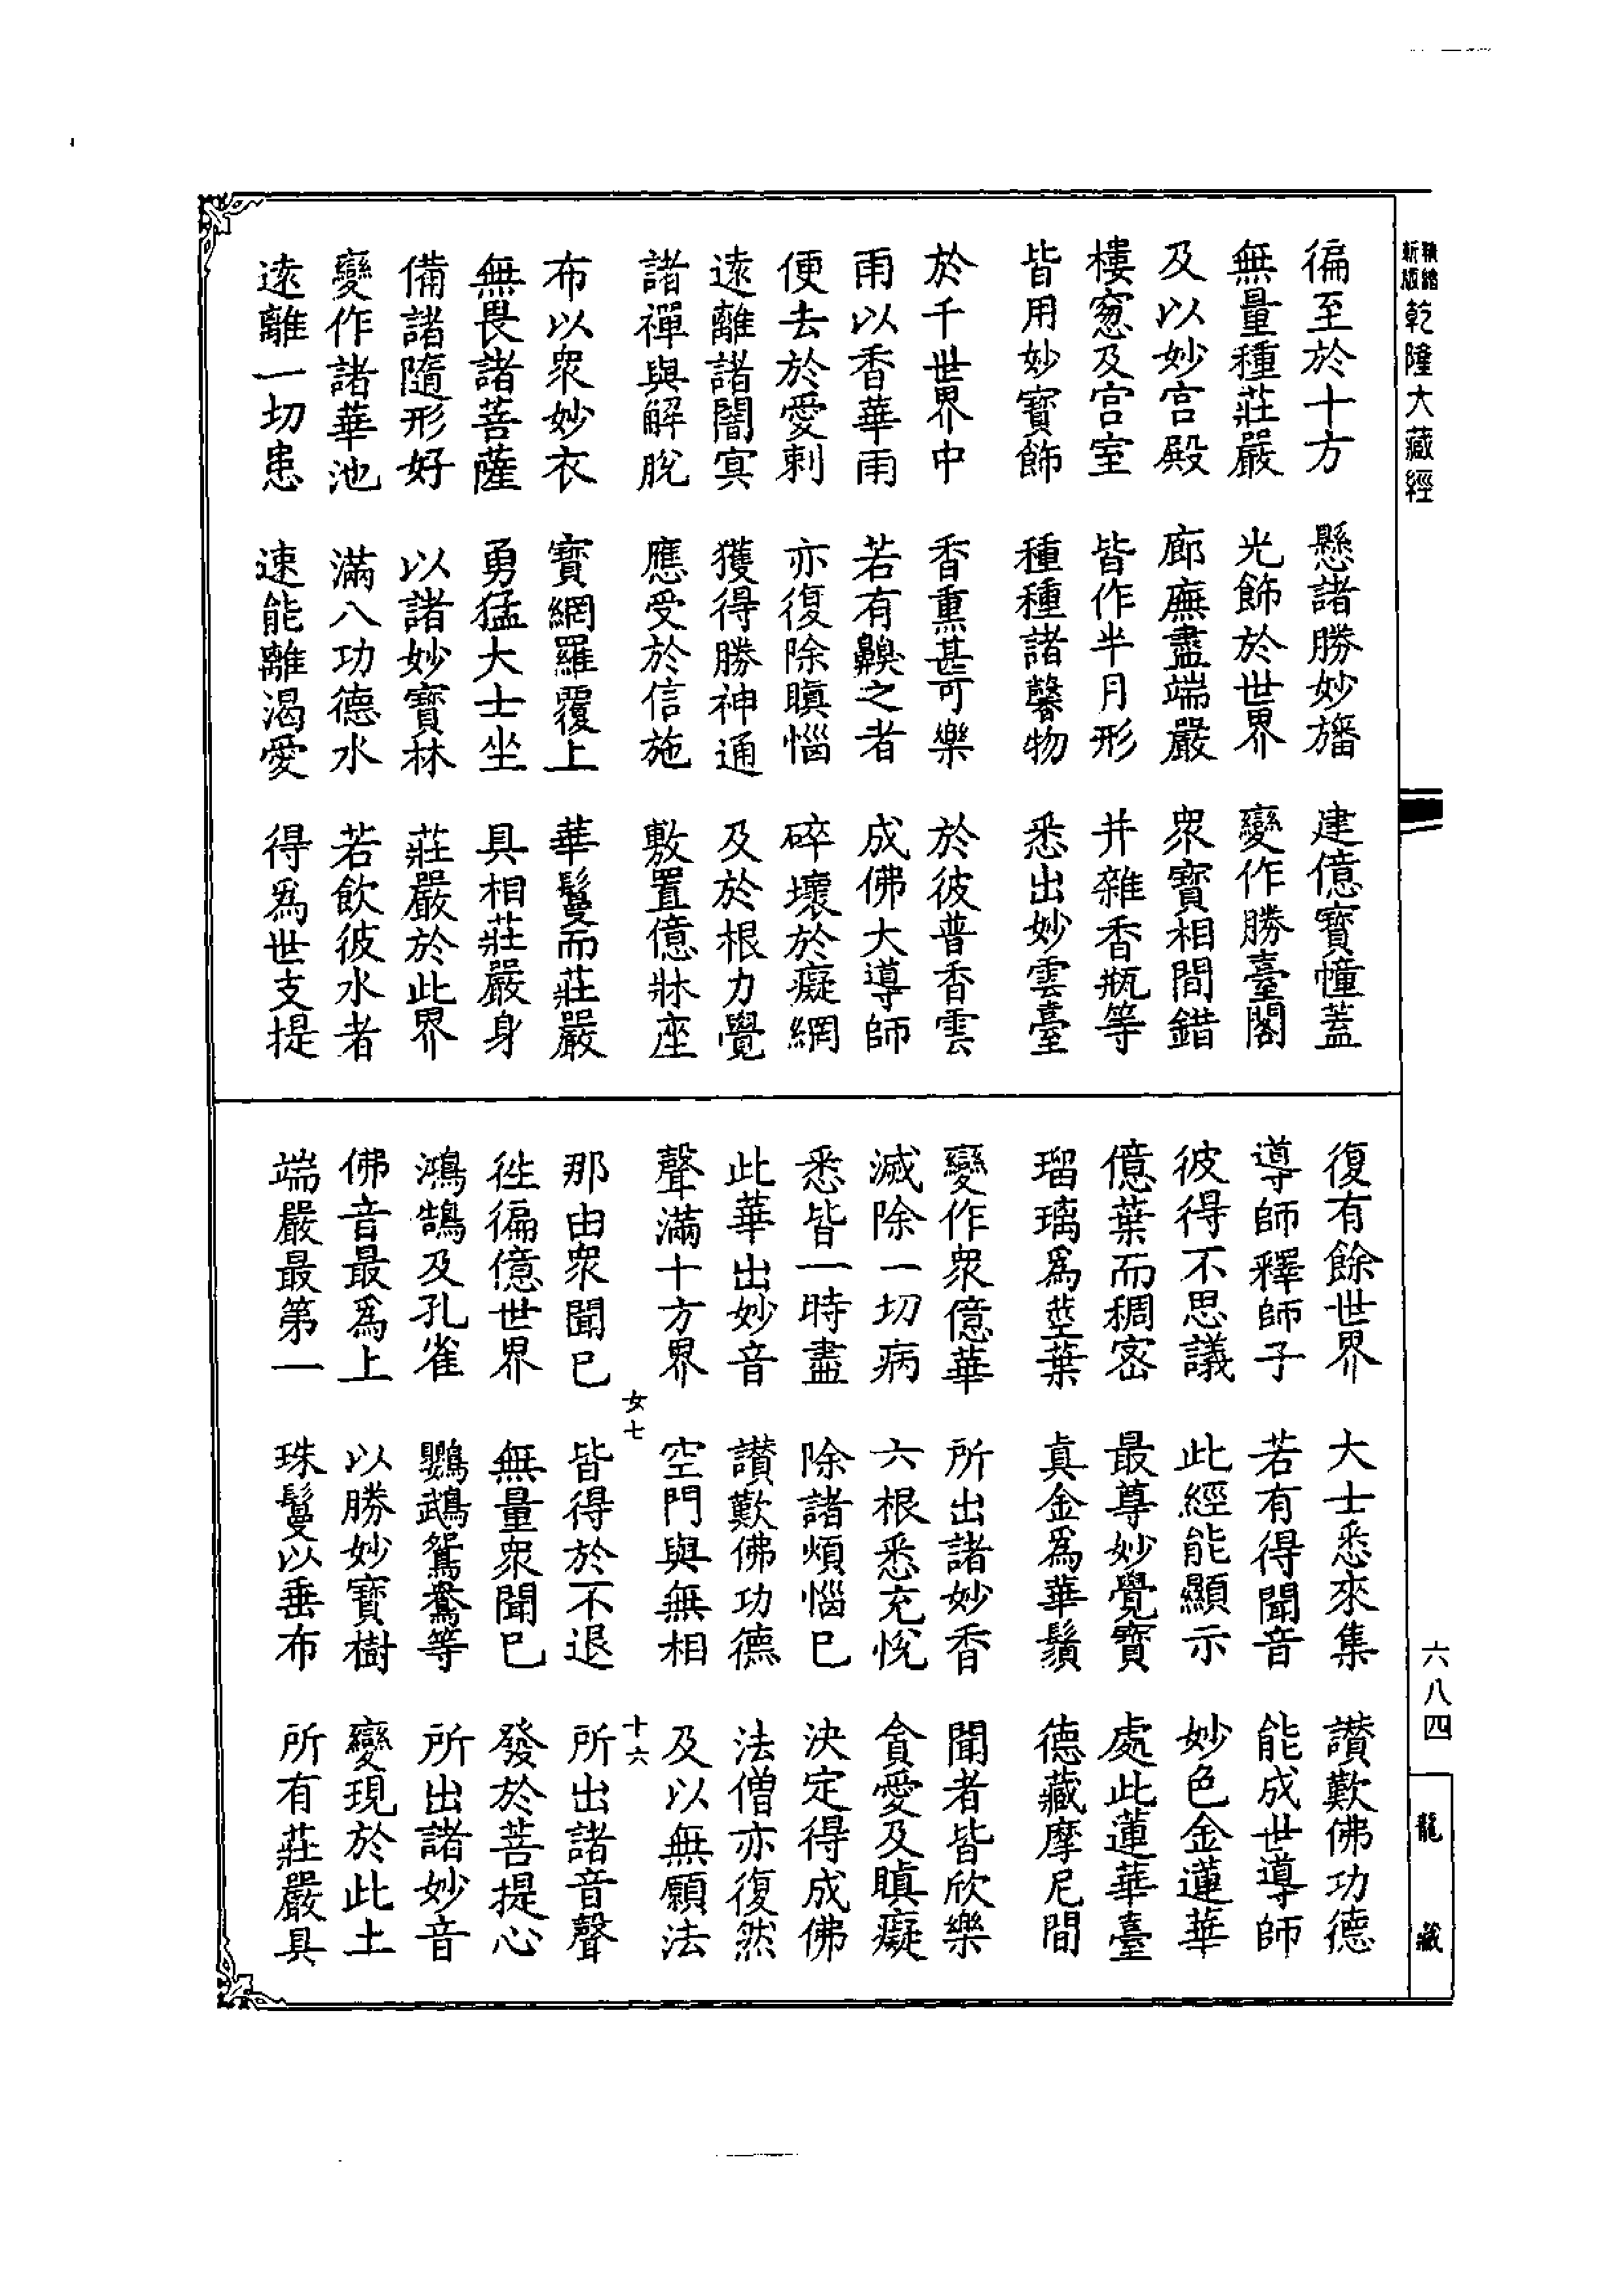 精縮新版乾隆大藏經
徧至於十方　懸諸勝妙旛　建億寶幢蓋
無量種莊嚴　光飾於世界　變作勝臺閣
及以妙宮殿　廊廡盡端嚴　衆寶相間錯
樓窻及宮室　皆作半月形　并雜香瓶等
皆用妙寶飾　種種諸馨物　悉出妙雲臺
於千世界中　香熏甚可樂　於彼普香雲
雨以香華雨　若有齅之者　成佛大導師
便去於愛刺　亦復除瞋惱　碎壞於癡網
遠離諸闇㝠　獲得勝神通　及於根力覺
諸禪與解脫　應受於信施　敷置億牀座
布以衆妙衣　寶網羅覆上　華鬘而莊嚴
無畏諸菩薩　勇猛大士坐　具相莊嚴身
備諸隨形好　以諸妙寶林　莊嚴於此界
變作諸華池　滿八功德水　若飲彼水者
遠離一切患　速能離渴愛　得爲世支提
復有餘世界　大士悉來集　讃歎佛功德
導師釋師子　若有得聞音　能成世導師
彼得不思議　此經能顯示　妙色金蓮華
億葉而稠密　最尊妙覺寶　處此蓮華臺
瑠璃爲莖葉　真金爲華鬚　德藏摩尼間
變作衆億華　所出諸妙香　聞者皆欣樂
滅除一切病　六根悉充悅　貪愛及瞋癡
悉皆一時盡　除諸煩惱已　決定得成佛
此華出妙音　讃歎佛功德　法僧亦復然
聲滿十方界　空門與無相　及以無願法
女七　十六
那由衆聞已　皆得於不退　所出諸音聲
徃徧億世界　無量衆聞已　發於菩提心
鴻鵠及孔雀　鸚鵡鴛鴦等　所出諸妙音
佛音最爲上　以勝妙寶樹　變現於此土
端嚴最第一　珠鬘以垂布　所有莊嚴具
六八四
龍藏